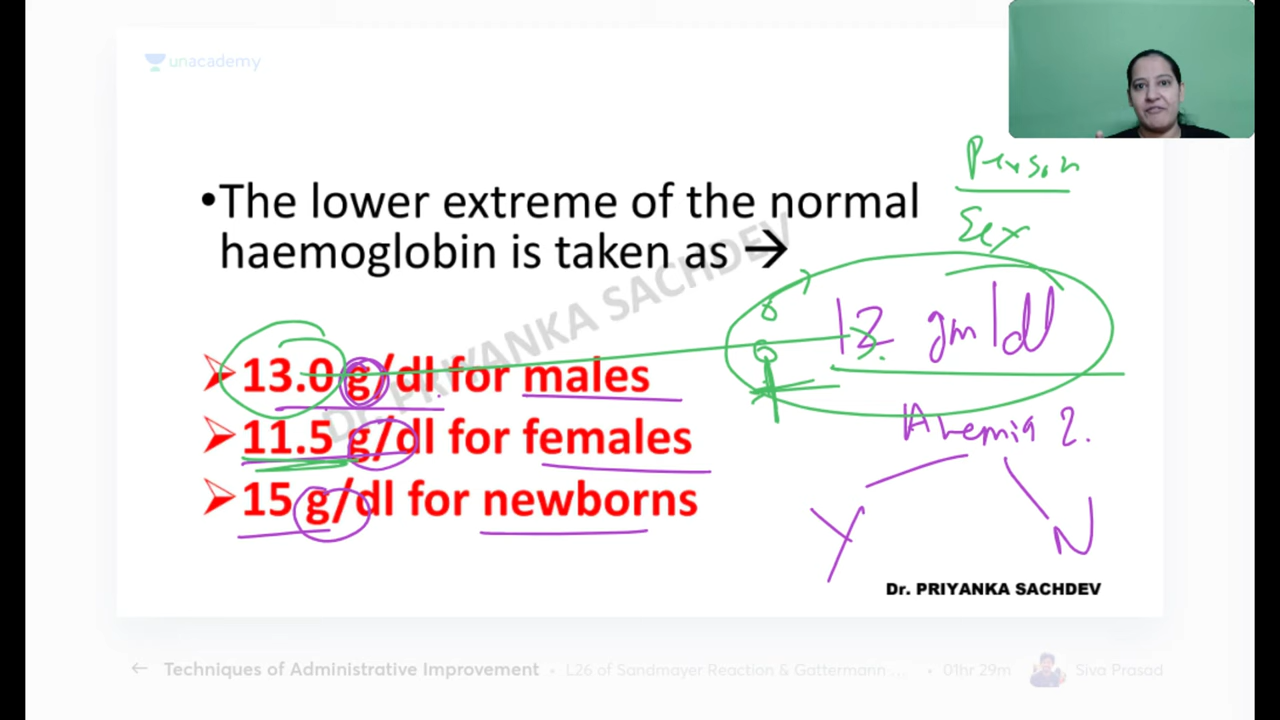 unacademy
Person
Sex
•The lower extreme of the normal
haemoglobin is taken as →
12 gm/dl
➢13.0 g/dl for males
➢11.5 g/dl for females
➢15 g/dl for newborns
Anemia ?
Y N
DR. PRIYANKA SACHDEV
Dr. PRIYANKA SACHDEV
← Techniques of Administrative Improvement • L26 of Sandmayer Reaction & Gattermann ... • 01hr 29m Siva Prasad